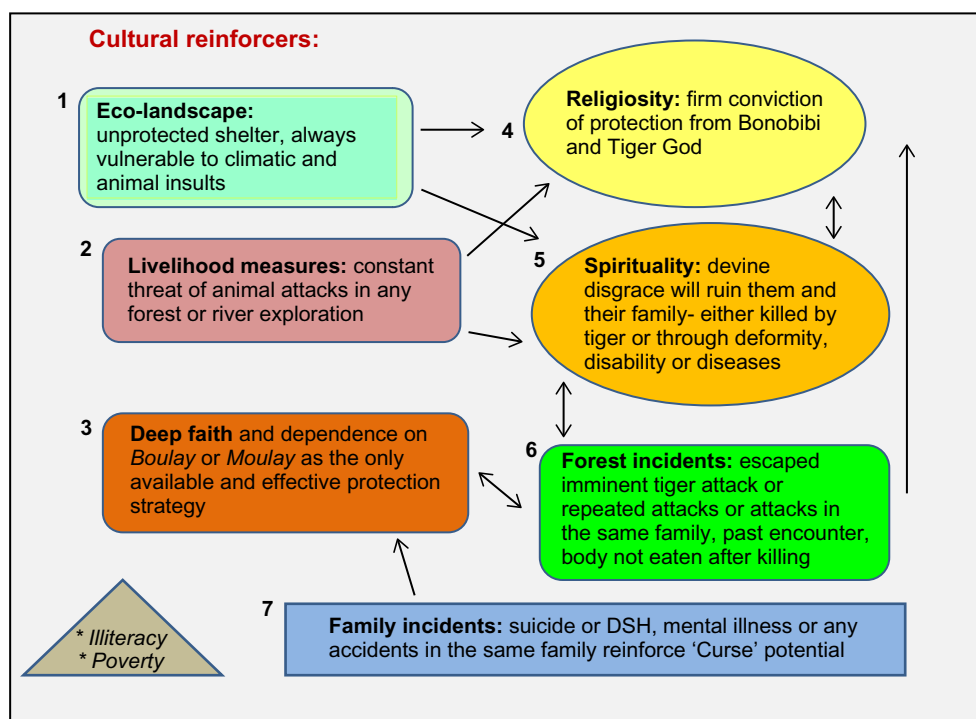 Cultural reinforcers:
1
Eco-landscape:
unprotected shelter, always
vulnerable to climatic and
animal insults
4
Religiosity: firm conviction
of protection from Bonobibi
and Tiger God
2
Livelihood measures: constant
threat of animal attacks in any
forest or river exploration
5
Spirituality: devine
disgrace will ruin them and
their family- either killed by
tiger or through deformity,
disability or diseases
3
Deep faith and dependence on
Boulay or Moulay as the only
available and effective protection
strategy
6
Forest incidents: escaped
imminent tiger attack or
repeated attacks or attacks in
the same family, past encounter,
body not eaten after killing
7
Family incidents: suicide or DSH, mental illness or any
accidents in the same family reinforce ‘Curse’ potential
* Illiteracy
* Poverty